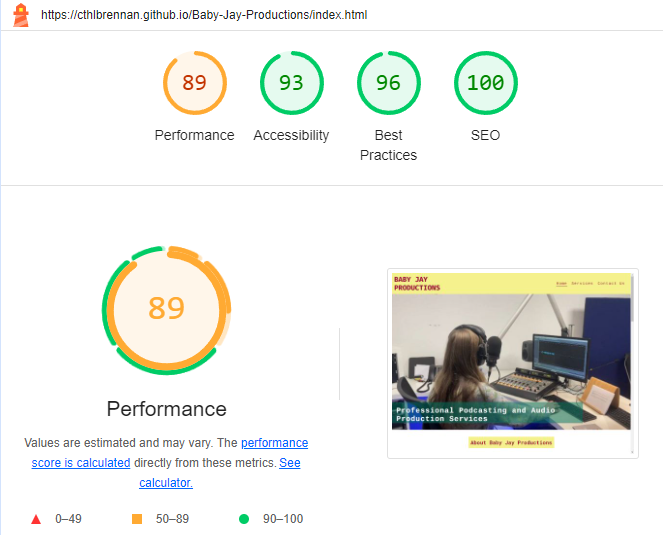 https://cthlbrennan.github.io/Baby-Jay-Productions/index.html
89
93
96
100
Performance
Accessibility
Best
Practices
SEO
89
Performance
Values are estimated and may vary. The performance
score is calculated directly from these metrics. See
calculator.
0–49
50–89
90–100
BABY JAY
PRODUCTIONS
Home Services Contact Us
Professional Podcasting and Audio
Production Services
About Baby Jay Productions